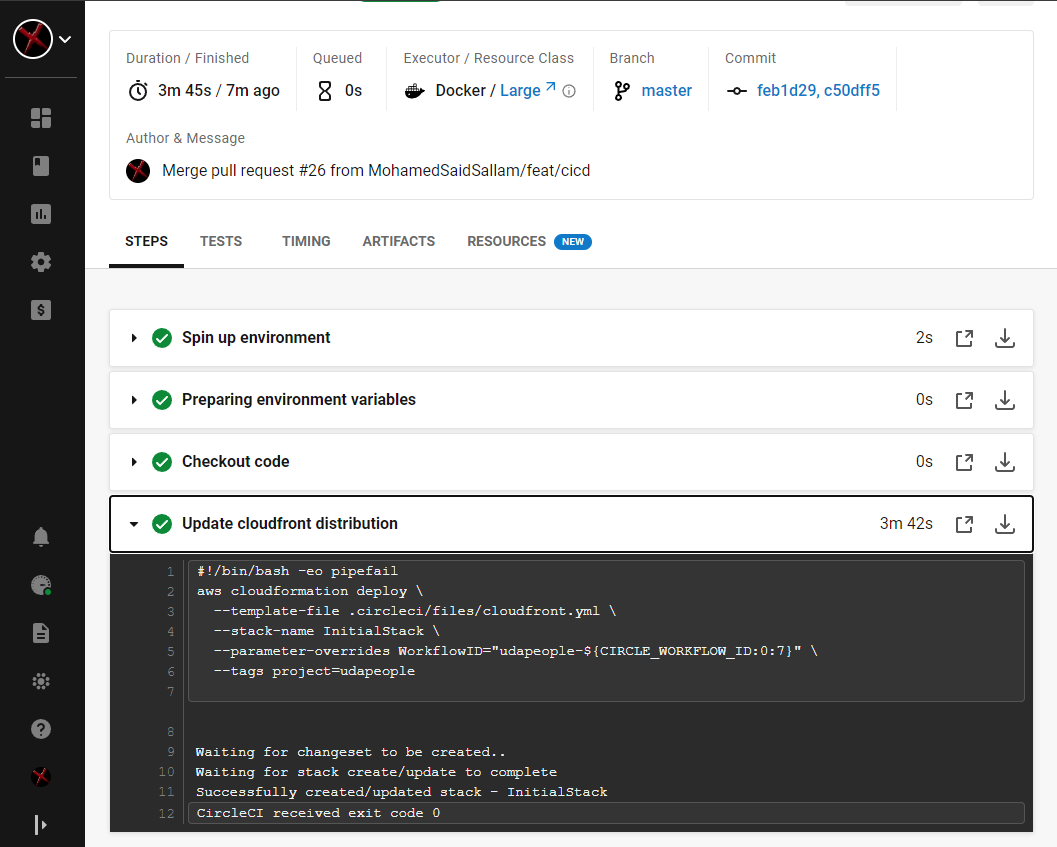 Duration / Finished
3m 45s / 7m ago
Queued
0s
Executor / Resource Class
Docker / Large
Branch
master
Commit
feb1d29, c50dff5
Author & Message
Merge pull request #26 from MohamedSaidSallam/feat/cicd
STEPS
TESTS
TIMING
ARTIFACTS
RESOURCES NEW
Spin up environment 2s
Preparing environment variables 0s
Checkout code 0s
Update cloudfront distribution 3m 42s
1 #!/bin/bash -eo pipefail
2 aws cloudformation deploy \
3 --template-file .circleci/files/cloudfront.yml \
4 --stack-name InitialStack \
5 --parameter-overrides WorkflowID="udapeople-${CIRCLE_WORKFLOW_ID:0:7}" \
6 --tags project=udapeople
7
8
9 Waiting for changeset to be created..
10 Waiting for stack create/update to complete
11 Successfully created/updated stack - InitialStack
12 CircleCI received exit code 0